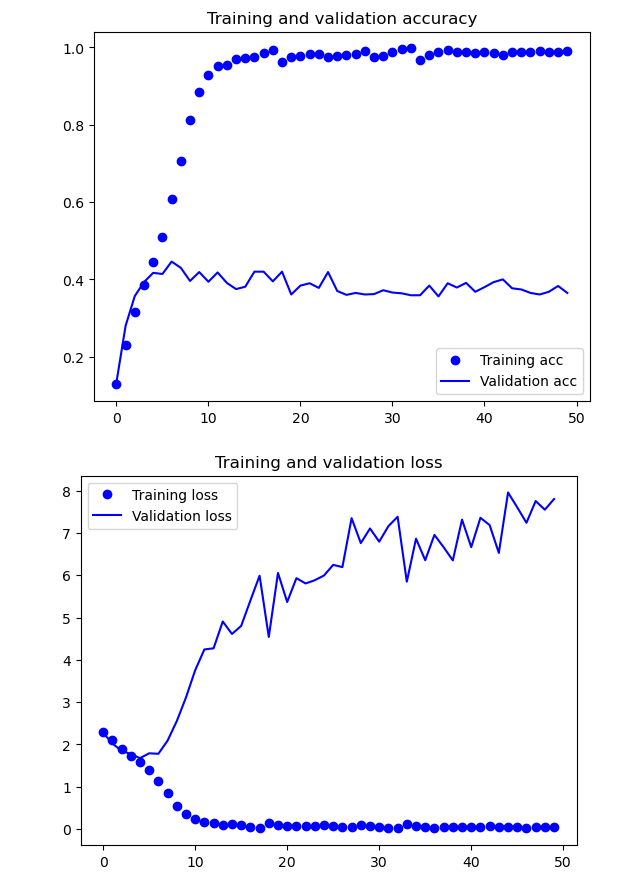 Training and validation accuracy
1.0
0.8
0.6
0.4
0.2
Training acc
Validation acc
0 10 20 30 40 50
Training and validation loss
8
7
6
5
4
3
2
1
0
Training loss
Validation loss
0 10 20 30 40 50